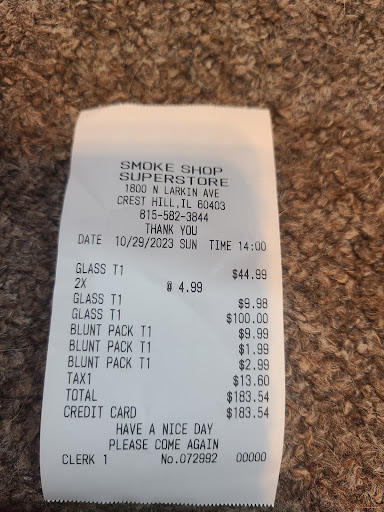 SMOKE SHOP
SUPERSTORE
1800 N LARKIN AVE
CREST HILL,IL 60403
815-582-3844
THANK YOU
DATE 10/29/2023 SUN TIME 14:00
GLASS T1 $44.99
2X @ 4.99
GLASS T1 $9.98
GLASS T1 $100.00
BLUNT PACK T1 $9.99
BLUNT PACK T1 $1.99
BLUNT PACK T1 $2.99
TAX1 $13.60
TOTAL $183.54
CREDIT CARD $183.54
HAVE A NICE DAY
PLEASE COME AGAIN
CLERK 1 No.072992 00000